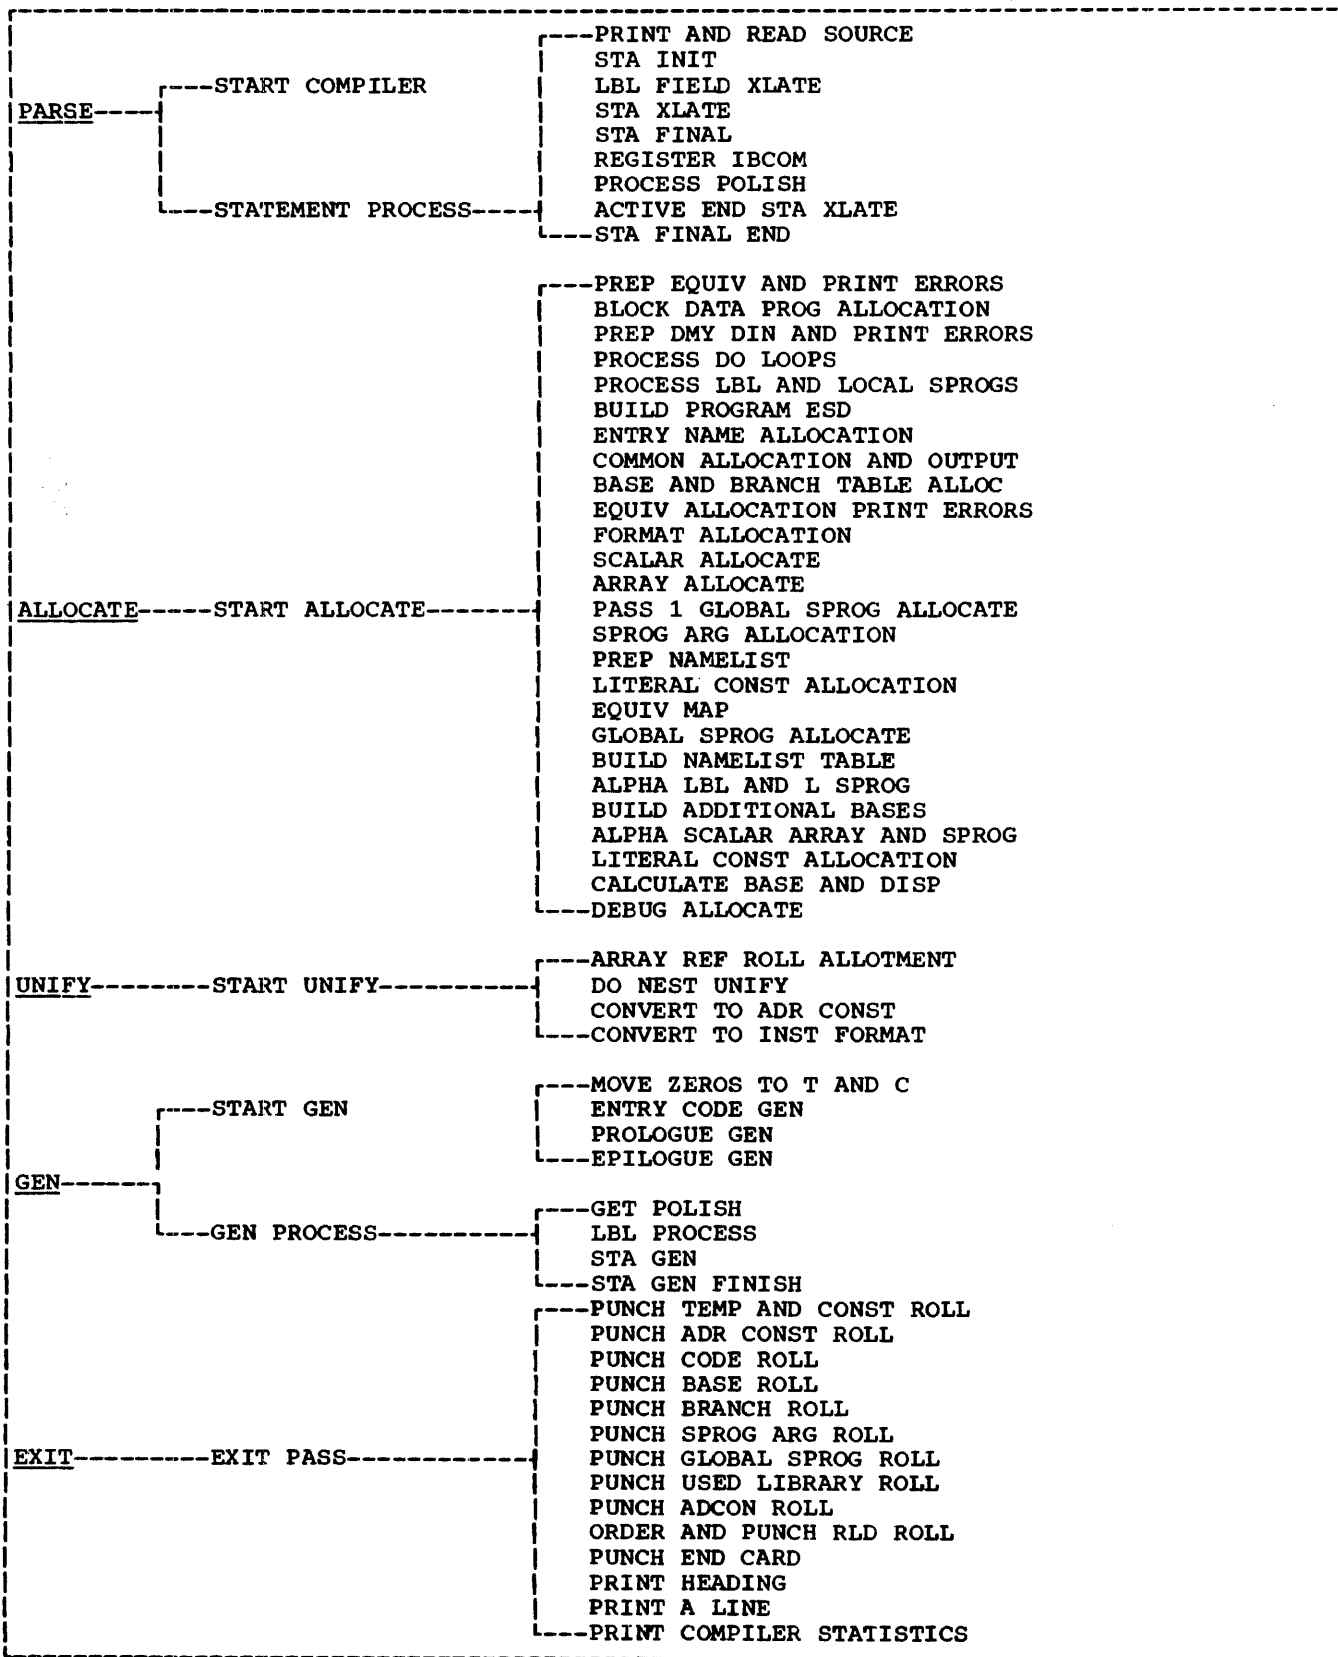 PRINT AND READ SOURCE
STA INIT
START COMPILER LBL FIELD XLATE
PARSE STA XLATE
STA FINAL
REGISTER IBCOM
PROCESS POLISH
STATEMENT PROCESS ACTIVE END STA XLATE
STA FINAL END
PREP EQUIV AND PRINT ERRORS
BLOCK DATA PROG ALLOCATION
PREP DMY DIN AND PRINT ERRORS
PROCESS DO LOOPS
PROCESS LBL AND LOCAL SPROGS
BUILD PROGRAM ESD
ENTRY NAME ALLOCATION
COMMON ALLOCATION AND OUTPUT
BASE AND BRANCH TABLE ALLOC
EQUIV ALLOCATION PRINT ERRORS
FORMAT ALLOCATION
SCALAR ALLOCATE
ARRAY ALLOCATE
ALLOCATE START ALLOCATE PASS 1 GLOBAL SPROG ALLOCATE
SPROG ARG ALLOCATION
PREP NAMELIST
LITERAL CONST ALLOCATION
EQUIV MAP
GLOBAL SPROG ALLOCATE
BUILD NAMELIST TABLE
ALPHA LBL AND L SPROG
BUILD ADDITIONAL BASES
ALPHA SCALAR ARRAY AND SPROG
LITERAL CONST ALLOCATION
CALCULATE BASE AND DISP
DEBUG ALLOCATE
ARRAY REF ROLL ALLOTMENT
UNIFY START UNIFY DO NEST UNIFY
CONVERT TO ADR CONST
CONVERT TO INST FORMAT
MOVE ZEROS TO T AND C
START GEN ENTRY CODE GEN
PROLOGUE GEN
EPILOGUE GEN
GEN
GET POLISH
GEN PROCESS LBL PROCESS
STA GEN
STA GEN FINISH
PUNCH TEMP AND CONST ROLL
PUNCH ADR CONST ROLL
PUNCH CODE ROLL
PUNCH BASE ROLL
PUNCH BRANCH ROLL
PUNCH SPROG ARG ROLL
EXIT EXIT PASS PUNCH GLOBAL SPROG ROLL
PUNCH USED LIBRARY ROLL
PUNCH ADCON ROLL
ORDER AND PUNCH RLD ROLL
PUNCH END CARD
PRINT HEADING
PRINT A LINE
PRINT COMPILER STATISTICS